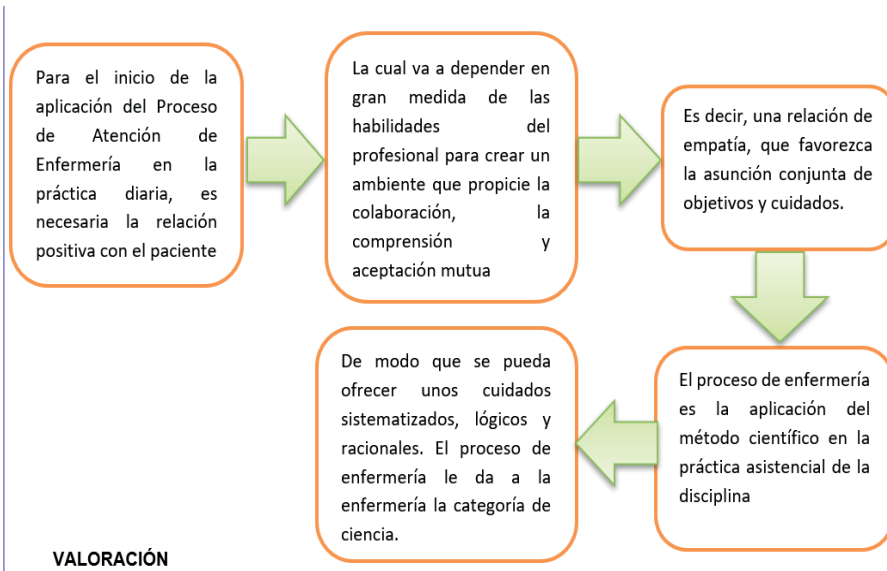 Para el inicio de la
aplicación del Proceso
de Atención de
Enfermería en la
práctica diaria, es
necesaria la relación
positiva con el paciente
La cual va a depender en
gran medida de las
habilidades del
profesional para crear un
ambiente que propicie la
colaboración, la
comprensión y
aceptación mutua
Es decir, una relación de
empatía, que favorezca
la asunción conjunta de
objetivos y cuidados.
El proceso de enfermería
es la aplicación del
método científico en la
práctica asistencial de la
disciplina
De modo que se pueda
ofrecer unos cuidados
sistematizados, lógicos y
racionales. El proceso de
enfermería le da a la
enfermería la categoría de
ciencia.
VALORACIÓN